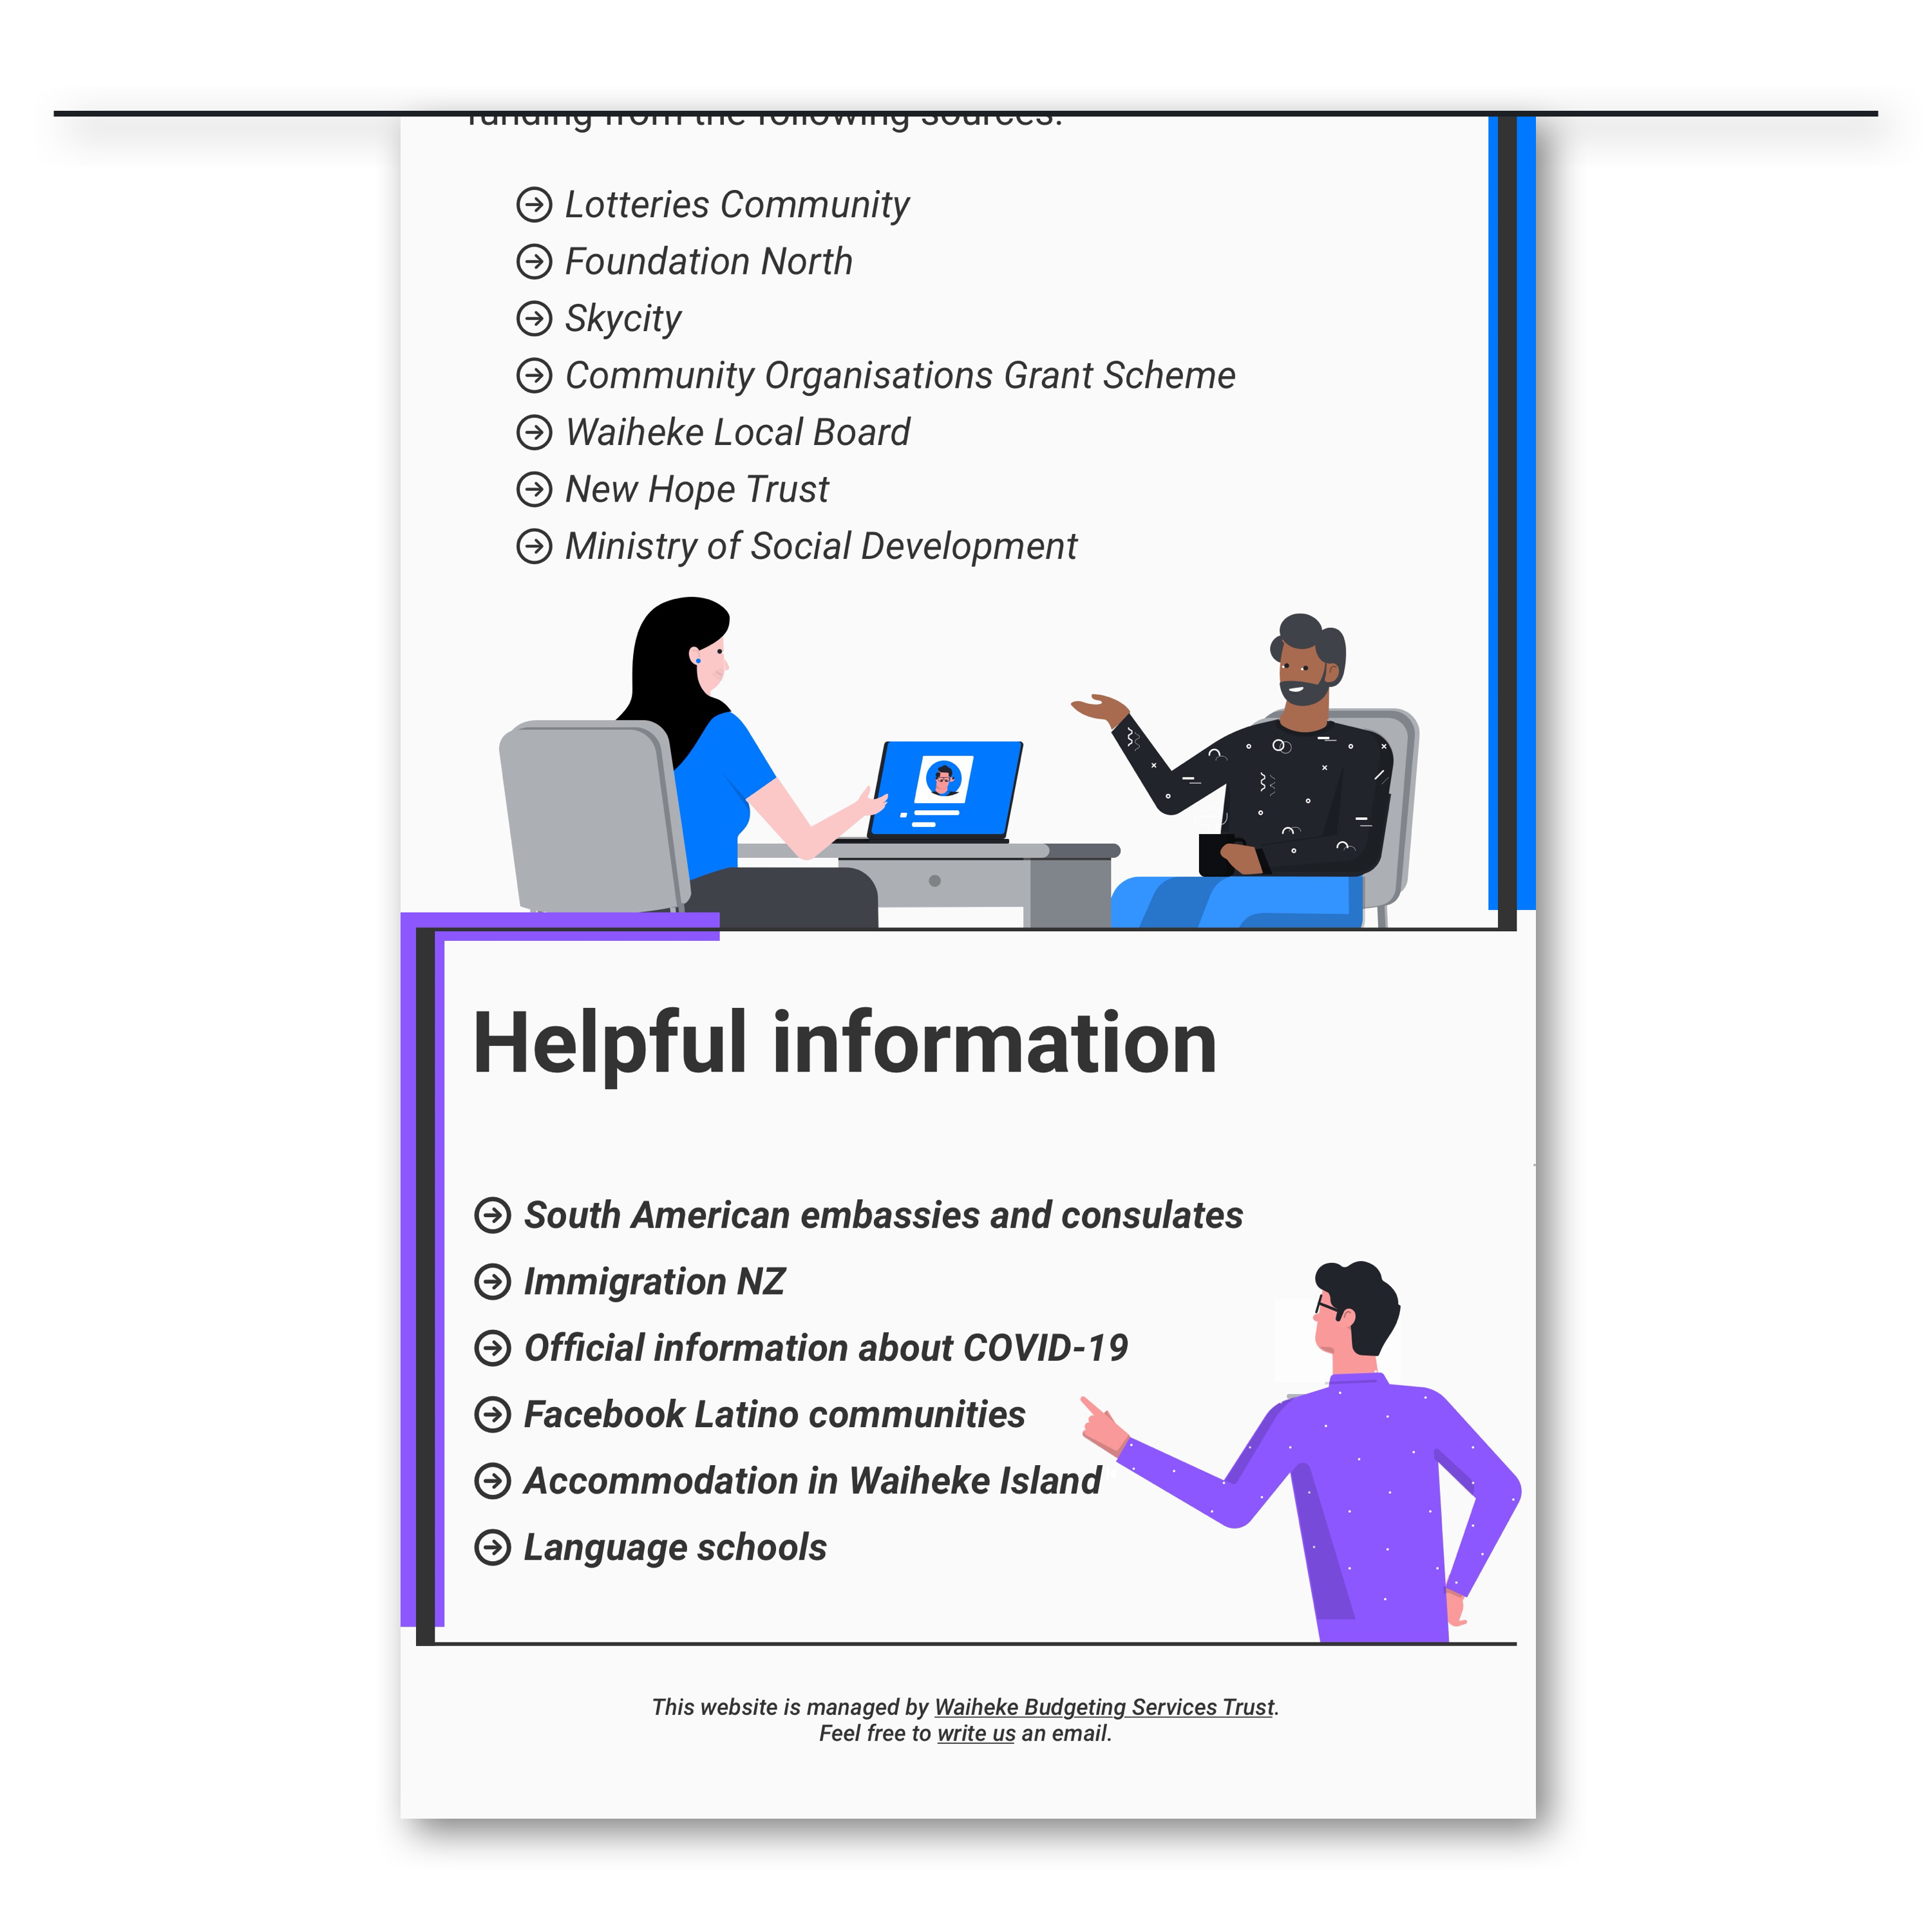 funding from the following sources:
Lotteries Community
Foundation North
Skycity
Community Organisations Grant Scheme
Waiheke Local Board
New Hope Trust
Ministry of Social Development
Helpful information
South American embassies and consulates
Immigration NZ
Official information about COVID-19
Facebook Latino communities
Accommodation in Waiheke Island
Language schools
This website is managed by Waiheke Budgeting Services Trust.
Feel free to write us an email.